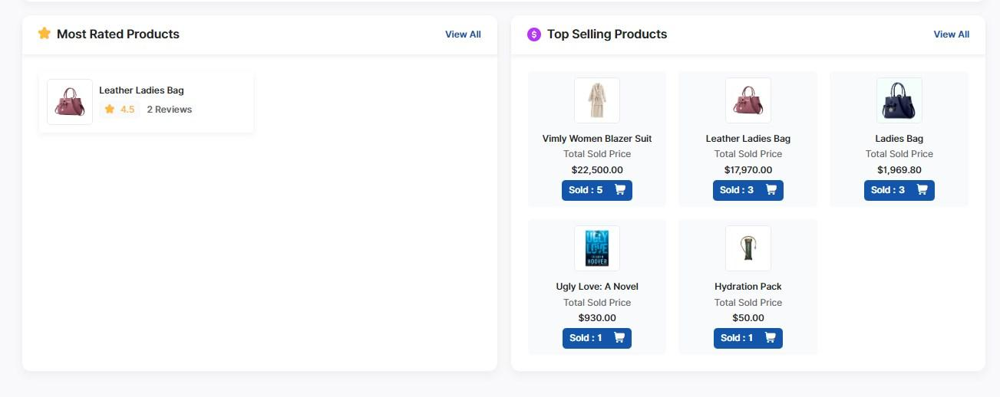 Most Rated Products
View All
Leather Ladies Bag
4.5 2 Reviews
$ Top Selling Products
View All
Vimly Women Blazer Suit
Total Sold Price
$22,500.00
Sold : 5
Leather Ladies Bag
Total Sold Price
$17,970.00
Sold : 3
Ladies Bag
Total Sold Price
$1,969.80
Sold : 3
UGLY
LOVE
HOOVER
Ugly Love: A Novel
Total Sold Price
$930.00
Sold : 1
Hydration Pack
Total Sold Price
$50.00
Sold : 1